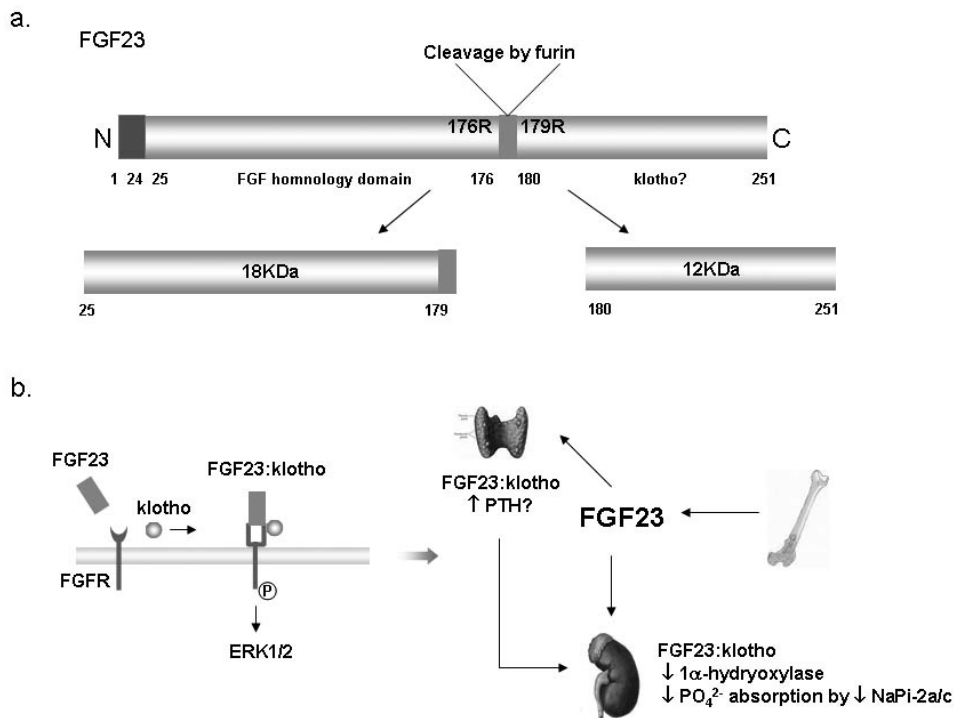 a.
FGF23
Cleavage by furin
N
176R 179R
C
1 24 25 FGF homnology domain 176 180 klotho? 251
18KDa
12KDa
25 179 180 251
b.
FGF23
FGF23:klotho
klotho
FGFR
P
ERK1/2
FGF23:klotho
↑ PTH?
FGF23
FGF23:klotho
↓ 1α-hydryoxylase
↓ PO₄²⁻ absorption by ↓ NaPi-2a/c